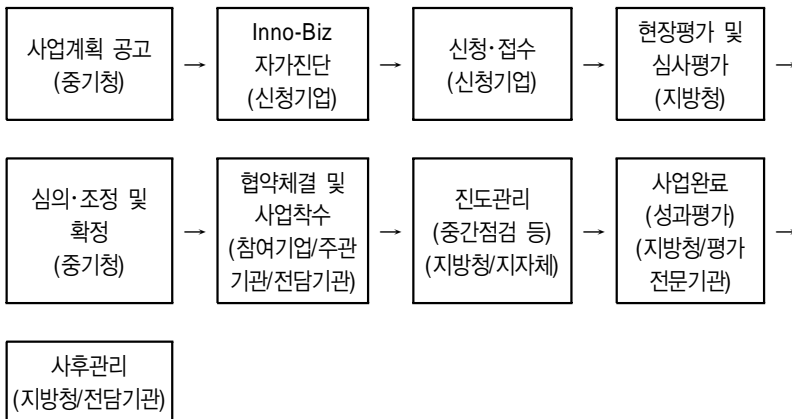 사업계획 공고
(중기청)
→
Inno-Biz
자가진단
(신청기업)
→
신청·접수
(신청기업)
→
현장평가 및
심사평가
(지방청)
→
심의·조정 및
확정
(중기청)
→
협약체결 및
사업착수
(참여기업/주관
기관/전담기관)
→
진도관리
(중간점검 등)
(지방청/지자체)
→
사업완료
(성과평가)
(지방청/평가
전문기관)
→
사후관리
(지방청/전담기관)